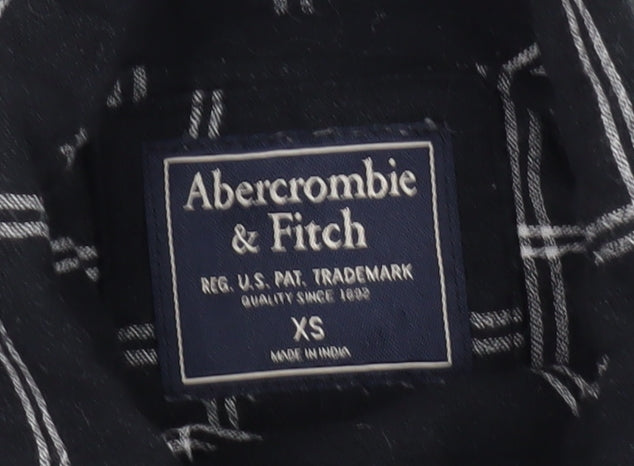 Abercrombie
& Fitch
REG. U.S. PAT. TRADEMARK
QUALITY SINCE 1892
XS
MADE IN INDIA